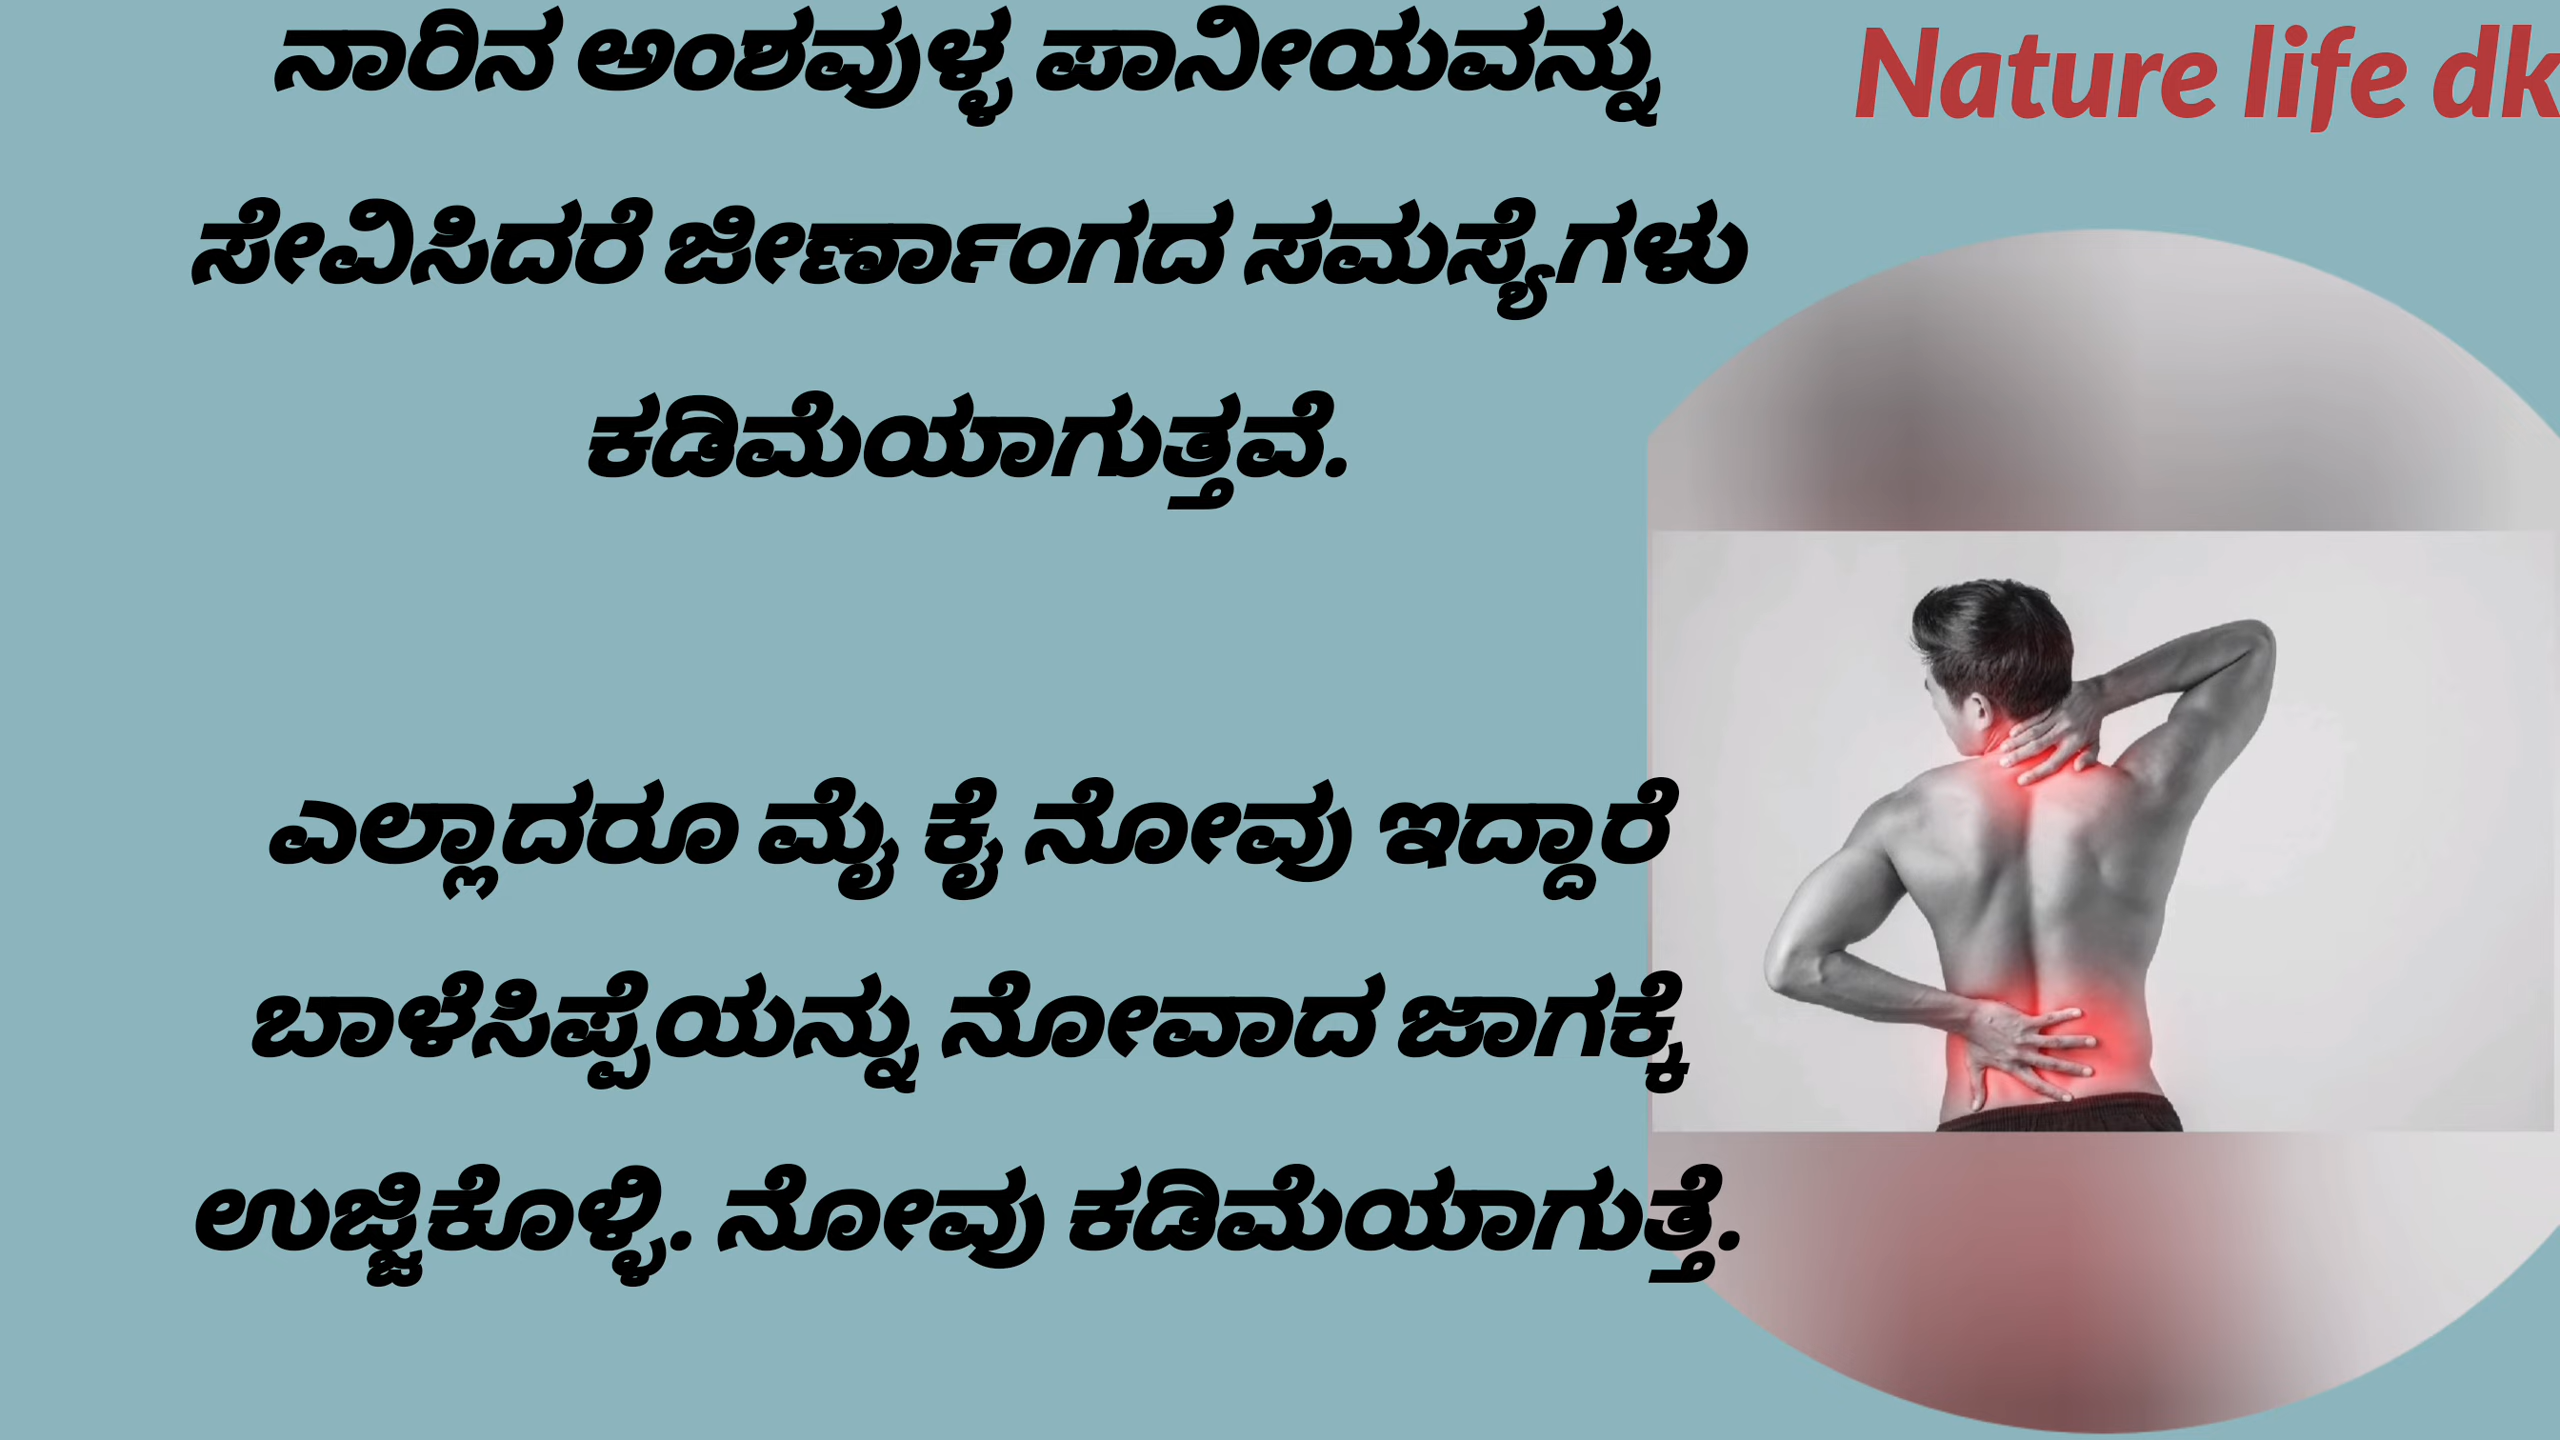 ನಾರಿನ ಅಂಶವುಳ್ಳ ಪಾನೀಯವನ್ನು
Nature life dk
ಸೇವಿಸಿದರೆ ಜೀರ್ಣಾಂಗದ ಸಮಸ್ಯೆಗಳು
ಕಡಿಮೆಯಾಗುತ್ತವೆ.
ಎಲ್ಲಾದರೂ ಮೈ ಕೈ ನೋವು ಇದ್ದಾರೆ
ಬಾಳೆಸಿಪ್ಪೆಯನ್ನು ನೋವಾದ ಜಾಗಕ್ಕೆ
ಉಜ್ಜಿಕೊಳ್ಳಿ. ನೋವು ಕಡಿಮೆಯಾಗುತ್ತೆ.